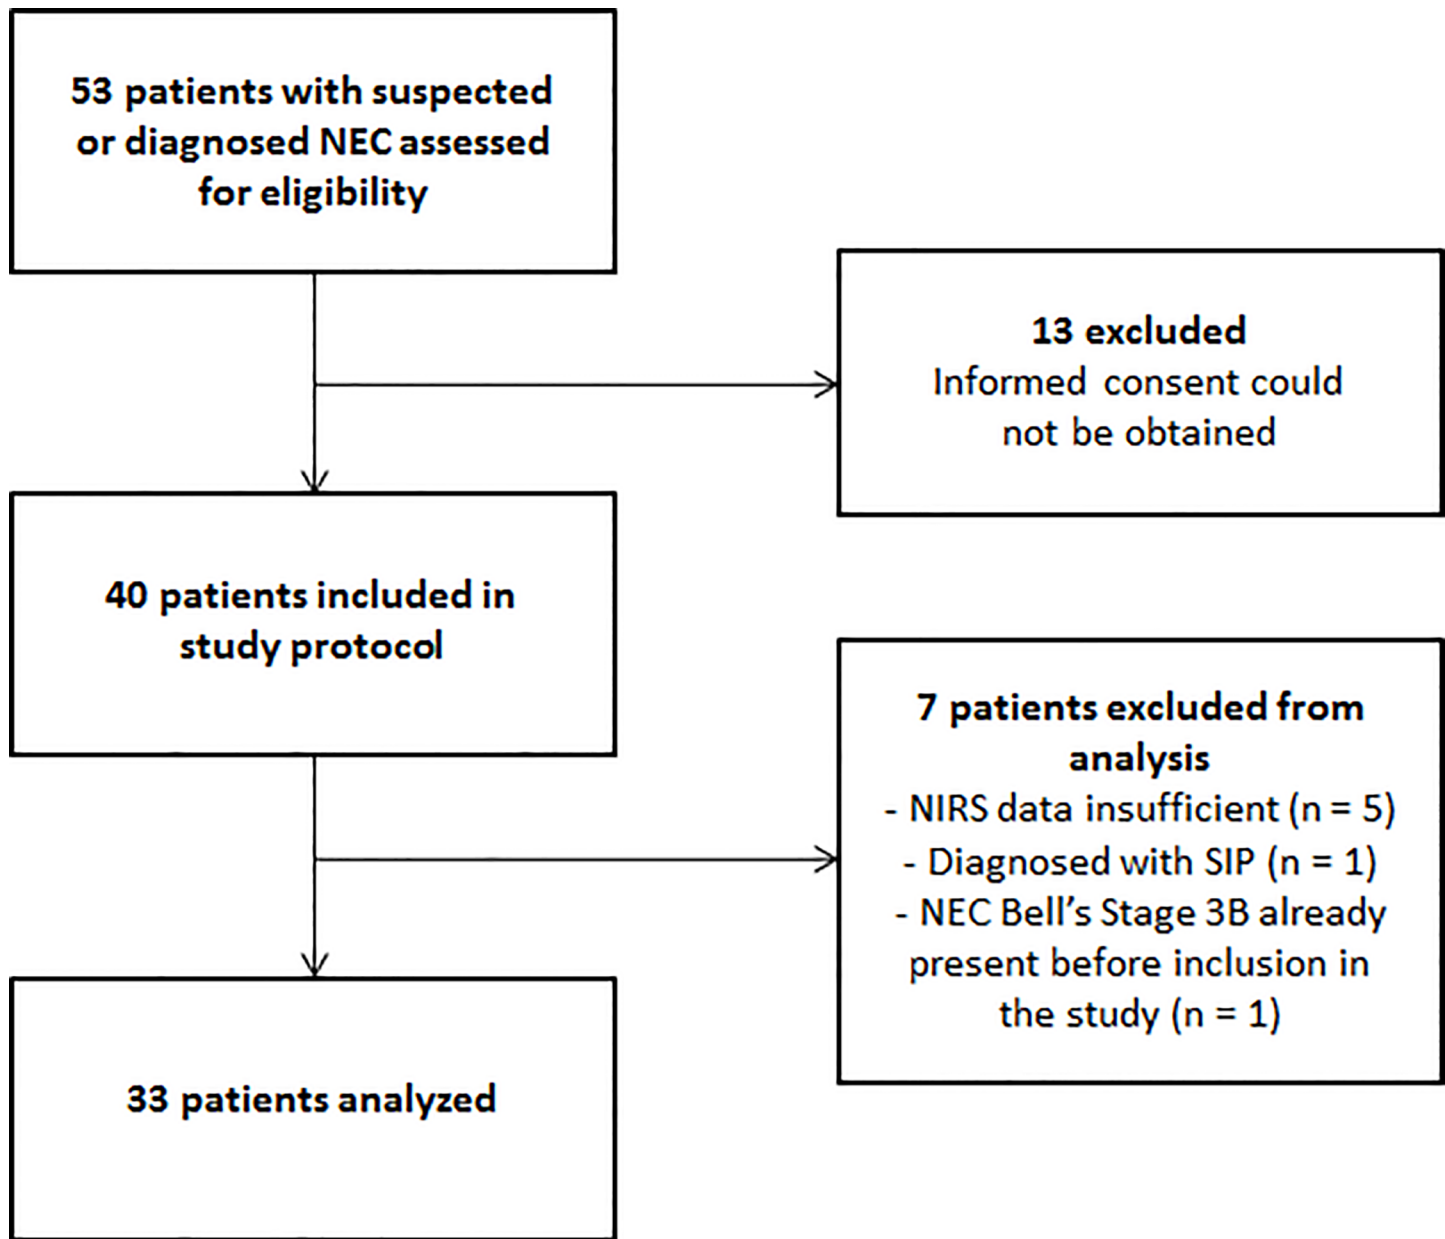 53 patients with suspected
or diagnosed NEC assessed
for eligibility
13 excluded
Informed consent could
not be obtained
40 patients included in
study protocol
7 patients excluded from
analysis
- NIRS data insufficient (n = 5)
- Diagnosed with SIP (n = 1)
- NEC Bell’s Stage 3B already
present before inclusion in
the study (n = 1)
33 patients analyzed